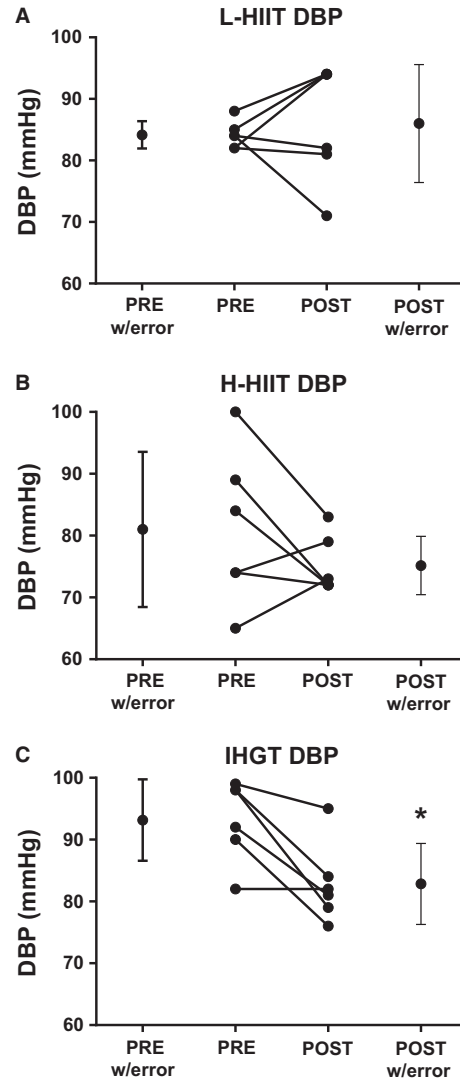 A
L-HIIT DBP
100
90
80
70
60
DBP (mmHg)
PRE
w/error
PRE
POST
POST
w/error
B
H-HIIT DBP
100
90
80
70
60
DBP (mmHg)
PRE
w/error
PRE
POST
POST
w/error
C
IHGT DBP
100
90
80
70
60
DBP (mmHg)
*
PRE
w/error
PRE
POST
POST
w/error